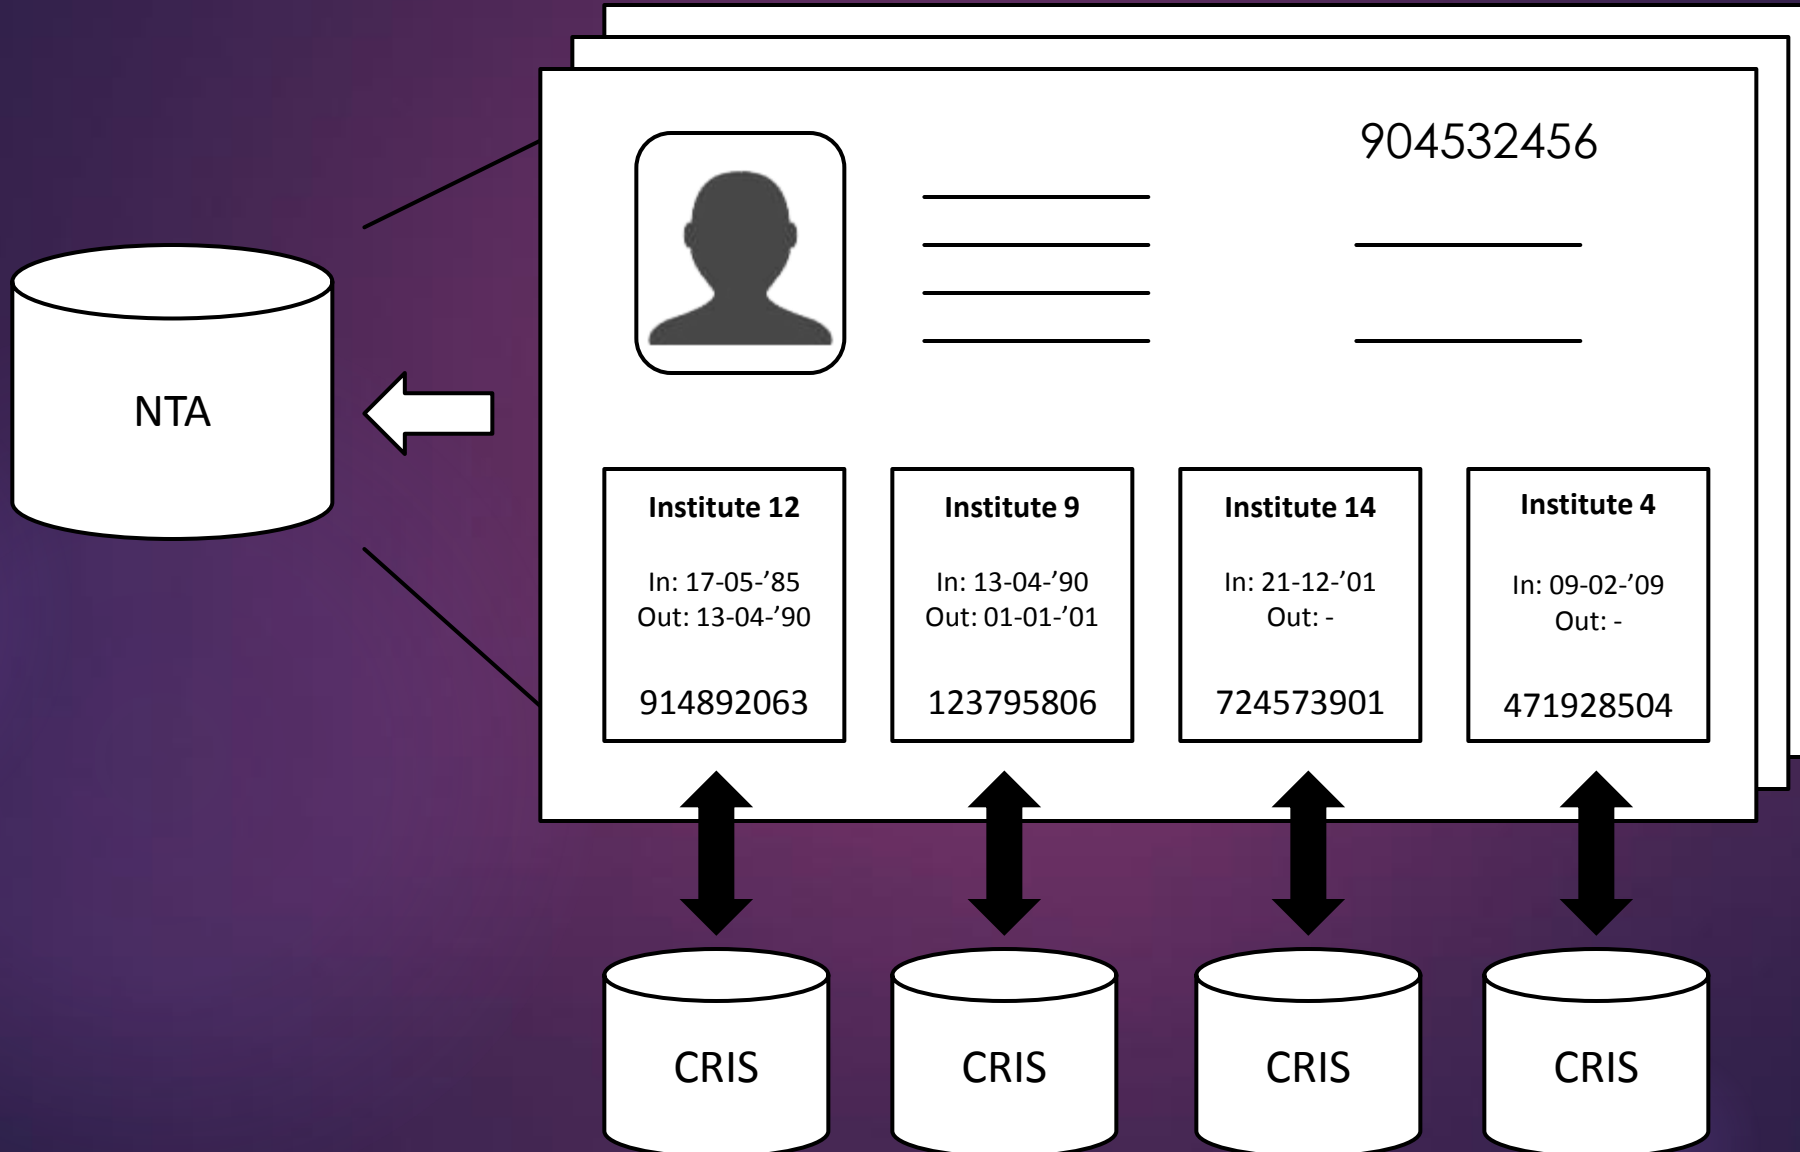 904532456
NTA
Institute 12
In: 17-05-’85
Out: 13-04-’90
914892063
Institute 9
In: 13-04-’90
Out: 01-01-’01
123795806
Institute 14
In: 21-12-’01
Out: -
724573901
Institute 4
In: 09-02-’09
Out: -
471928504
CRIS
CRIS
CRIS
CRIS